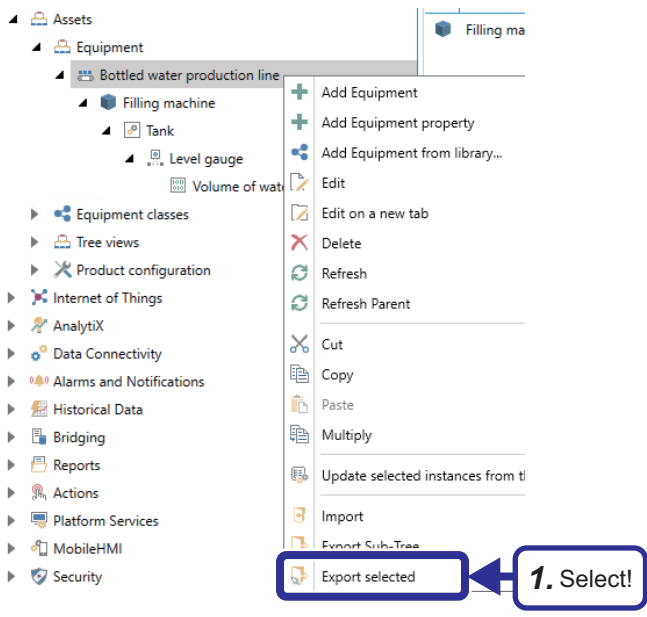 Assets
Equipment
Bottled water production line
Filling machine
Tank
Level gauge
Volume of wat
Equipment classes
Tree views
Product configuration
Internet of Things
AnalytiX
Data Connectivity
Alarms and Notifications
Historical Data
Bridging
Reports
Actions
Platform Services
MobileHMI
Security
Filling ma
Add Equipment
Add Equipment property
Add Equipment from library...
Edit
Edit on a new tab
Delete
Refresh
Refresh Parent
Cut
Copy
Paste
Multiply
Update selected instances from th
Import
Export Sub-Tree
Export selected
1. Select!